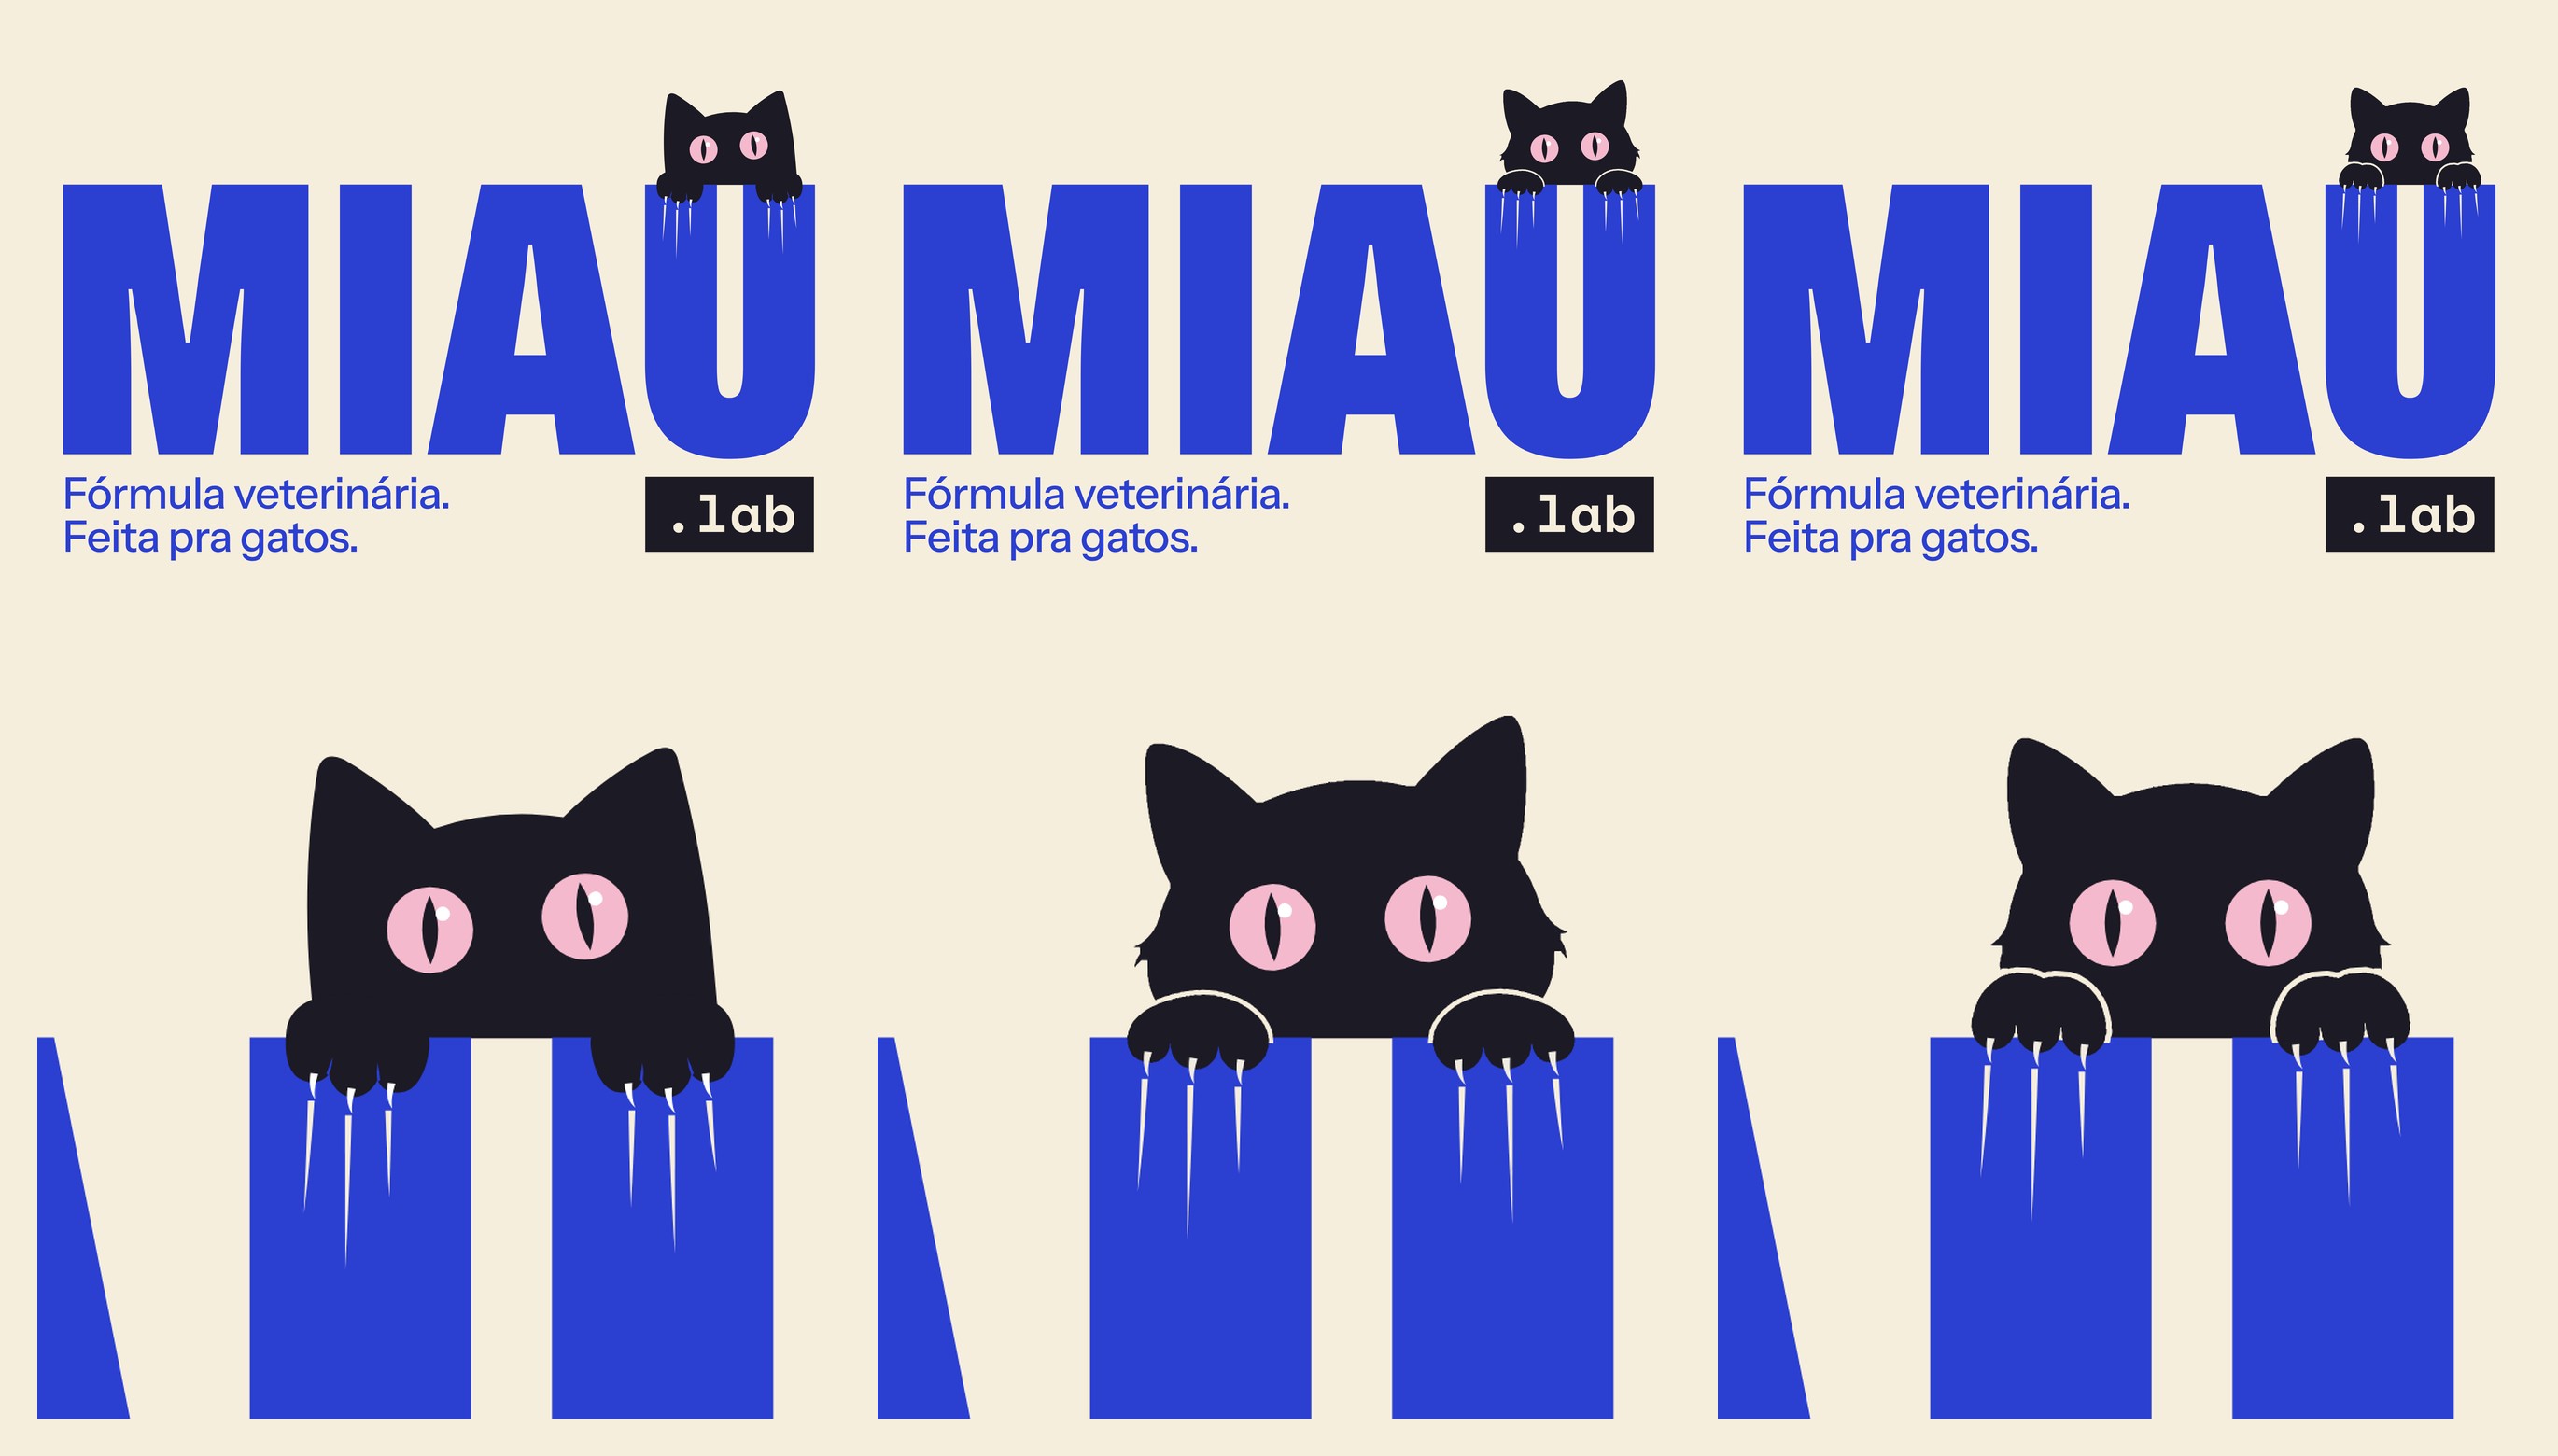 MIAU
Fórmula veterinária.
Feita pra gatos.
.lab
MIAU
Fórmula veterinária.
Feita pra gatos.
.lab
MIAU
Fórmula veterinária.
Feita pra gatos.
.lab